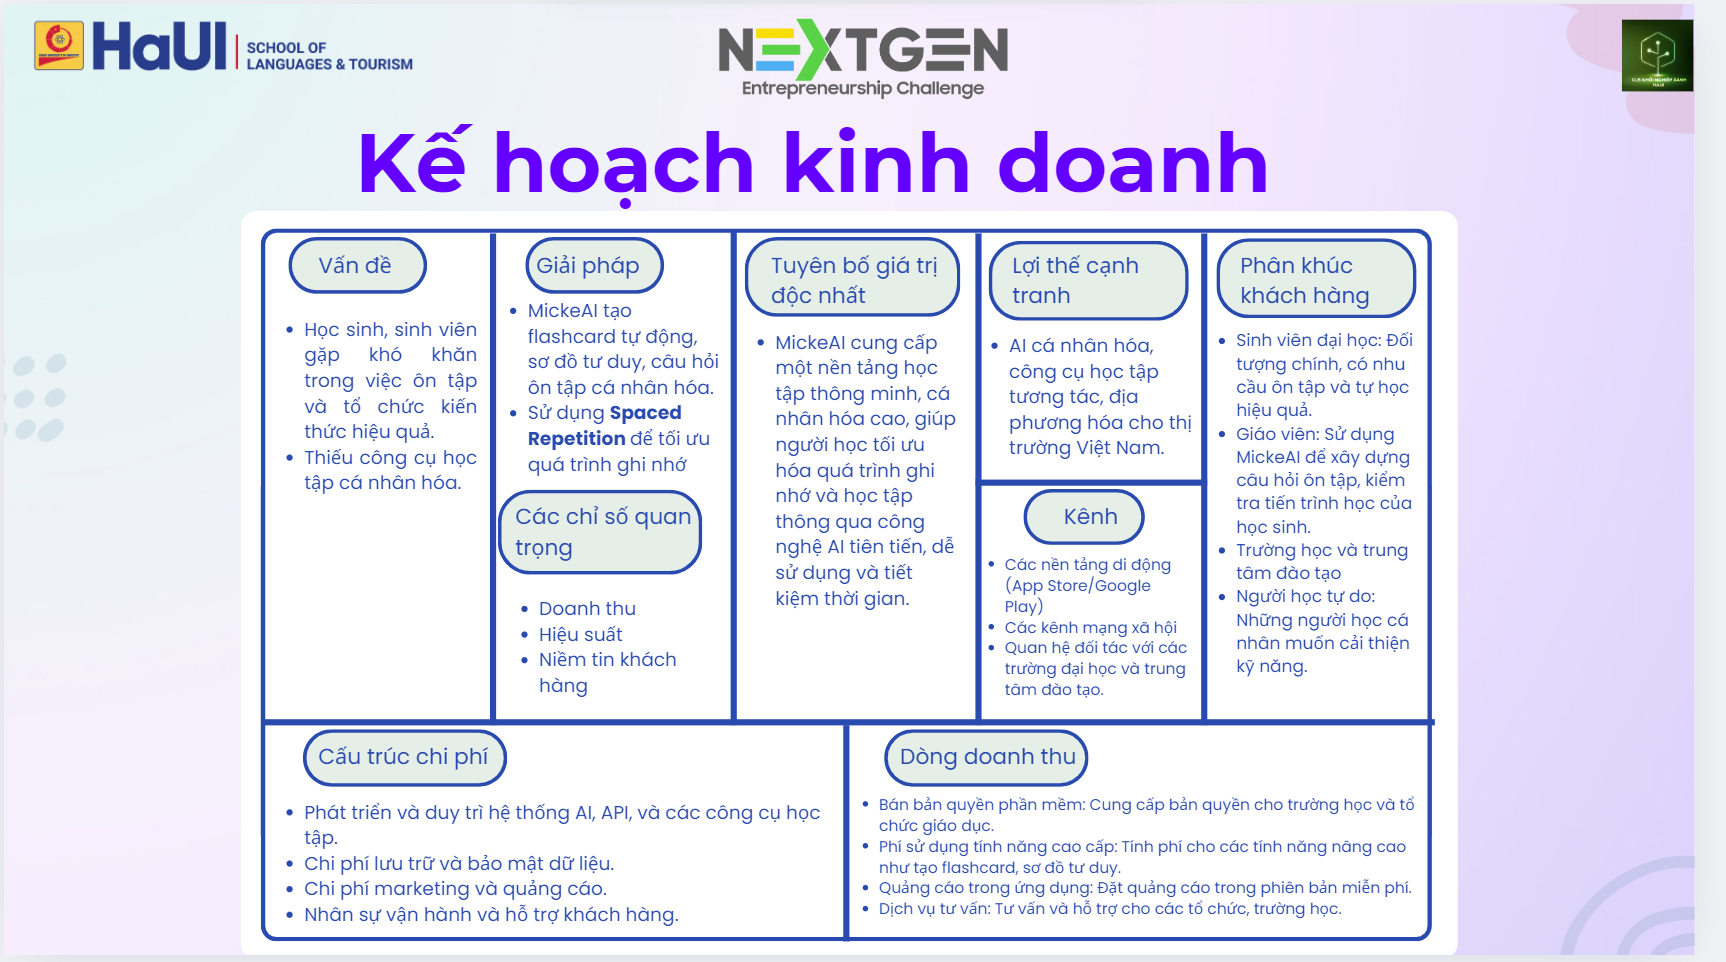 HaUI
SCHOOL OF
LANGUAGES & TOURISM
NEXTGEN
Entrepreneurship Challenge
CLB KHỞI NGHIỆP XANH
HAUI
Kế hoạch kinh doanh
Vấn đề
Học sinh, sinh viên
gặp khó khăn
trong việc ôn tập
và tổ chức kiến
thức hiệu quả.
Thiếu công cụ học
tập cá nhân hóa.
Giải pháp
MickeAI tạo
flashcard tự động,
sơ đồ tư duy, câu hỏi
ôn tập cá nhân hóa.
Sử dụng Spaced
Repetition để tối ưu
quá trình ghi nhớ
Các chỉ số quan
trọng
Doanh thu
Hiệu suất
Niềm tin khách
hàng
Tuyên bố giá trị
độc nhất
MickeAI cung cấp
một nền tảng học
tập thông minh, cá
nhân hóa cao, giúp
người học tối ưu
hóa quá trình ghi
nhớ và học tập
thông qua công
nghệ AI tiên tiến, dễ
sử dụng và tiết
kiệm thời gian.
Lợi thế cạnh
tranh
AI cá nhân hóa,
công cụ học tập
tương tác, địa
phương hóa cho thị
trường Việt Nam.
Kênh
Các nền tảng di động
(App Store/Google
Play)
Các kênh mạng xã hội
Quan hệ đối tác với các
trường đại học và trung
tâm đào tạo.
Phân khúc
khách hàng
Sinh viên đại học: Đối
tượng chính, có nhu
cầu ôn tập và tự học
hiệu quả.
Giáo viên: Sử dụng
MickeAI để xây dựng
câu hỏi ôn tập, kiểm
tra tiến trình học của
học sinh.
Trường học và trung
tâm đào tạo
Người học tự do:
Những người học cá
nhân muốn cải thiện
kỹ năng.
Cấu trúc chi phí
Phát triển và duy trì hệ thống AI, API, và các công cụ học
tập.
Chi phí lưu trữ và bảo mật dữ liệu.
Chi phí marketing và quảng cáo.
Nhân sự vận hành và hỗ trợ khách hàng.
Dòng doanh thu
Bán bản quyền phần mềm: Cung cấp bản quyền cho trường học và tổ
chức giáo dục.
Phí sử dụng tính năng cao cấp: Tính phí cho các tính năng nâng cao
như tạo flashcard, sơ đồ tư duy.
Quảng cáo trong ứng dụng: Đặt quảng cáo trong phiên bản miễn phí.
Dịch vụ tư vấn: Tư vấn và hỗ trợ cho các tổ chức, trường học.